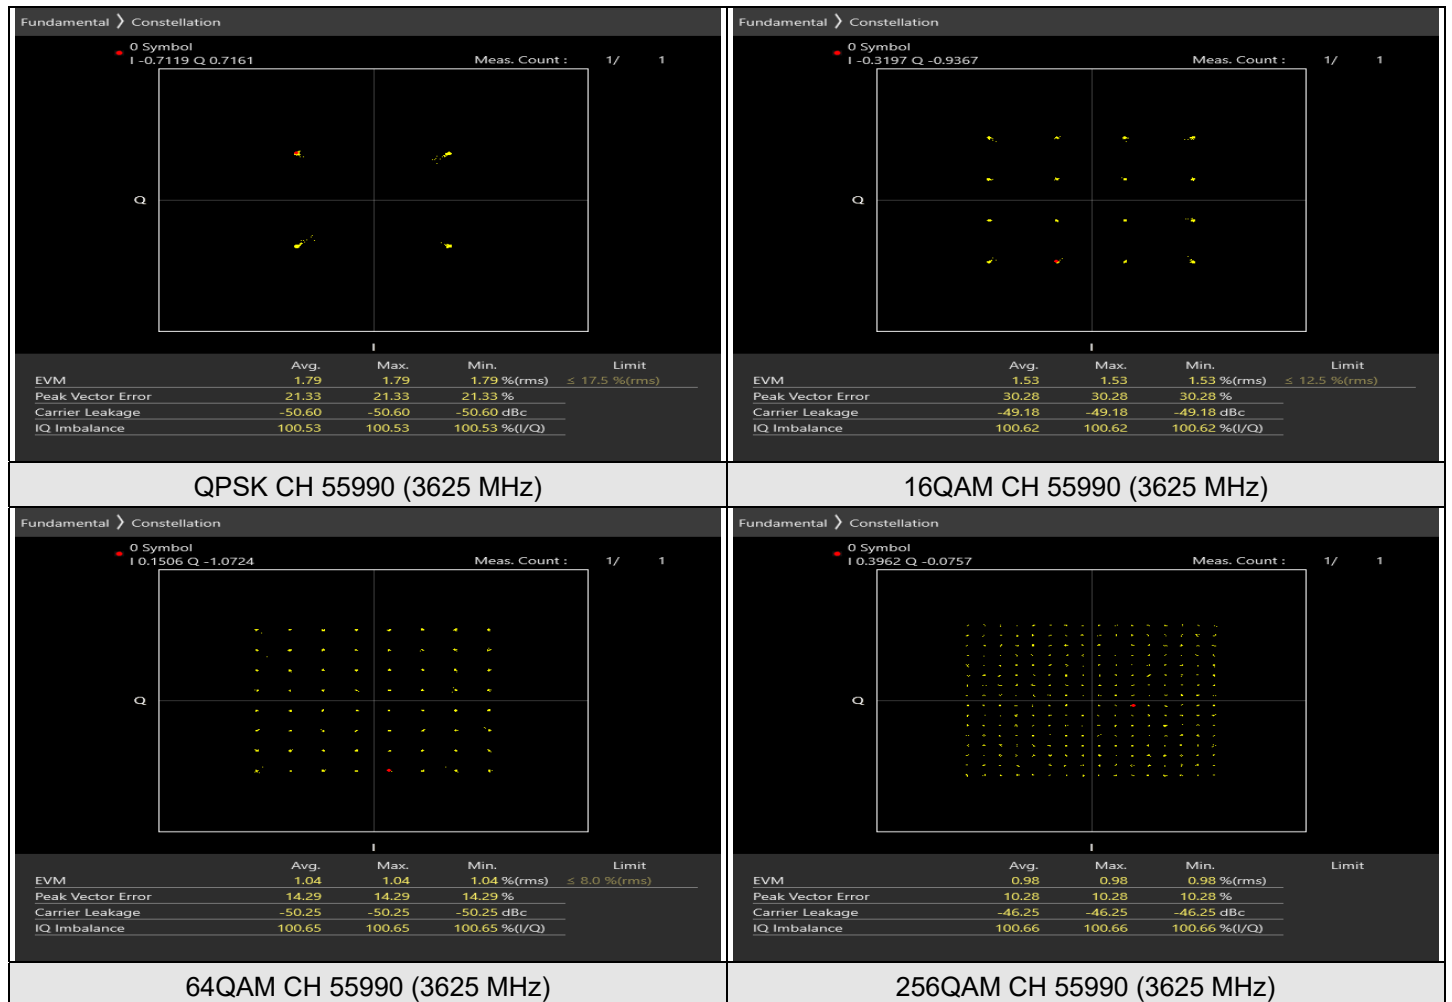 Fundamental ❯ Constellation
0 Symbol
I -0.7119 Q 0.7161 Meas. Count : 1/ 1
Q
I
Avg. Max. Min. Limit
EVM 1.79 1.79 1.79 %(rms) ≤ 17.5 %(rms)
Peak Vector Error 21.33 21.33 21.33 %
Carrier Leakage -50.60 -50.60 -50.60 dBc
IQ Imbalance 100.53 100.53 100.53 %(I/Q)
QPSK CH 55990 (3625 MHz)
Fundamental ❯ Constellation
0 Symbol
I -0.3197 Q -0.9367 Meas. Count : 1/ 1
Q
I
Avg. Max. Min. Limit
EVM 1.53 1.53 1.53 %(rms) ≤ 12.5 %(rms)
Peak Vector Error 30.28 30.28 30.28 %
Carrier Leakage -49.18 -49.18 -49.18 dBc
IQ Imbalance 100.62 100.62 100.62 %(I/Q)
16QAM CH 55990 (3625 MHz)
Fundamental ❯ Constellation
0 Symbol
I 0.1506 Q -1.0724 Meas. Count : 1/ 1
Q
I
Avg. Max. Min. Limit
EVM 1.04 1.04 1.04 %(rms) ≤ 8.0 %(rms)
Peak Vector Error 14.29 14.29 14.29 %
Carrier Leakage -50.25 -50.25 -50.25 dBc
IQ Imbalance 100.65 100.65 100.65 %(I/Q)
64QAM CH 55990 (3625 MHz)
Fundamental ❯ Constellation
0 Symbol
I 0.3962 Q -0.0757 Meas. Count : 1/ 1
Q
I
Avg. Max. Min. Limit
EVM 0.98 0.98 0.98 %(rms)
Peak Vector Error 10.28 10.28 10.28 %
Carrier Leakage -46.25 -46.25 -46.25 dBc
IQ Imbalance 100.66 100.66 100.66 %(I/Q)
256QAM CH 55990 (3625 MHz)